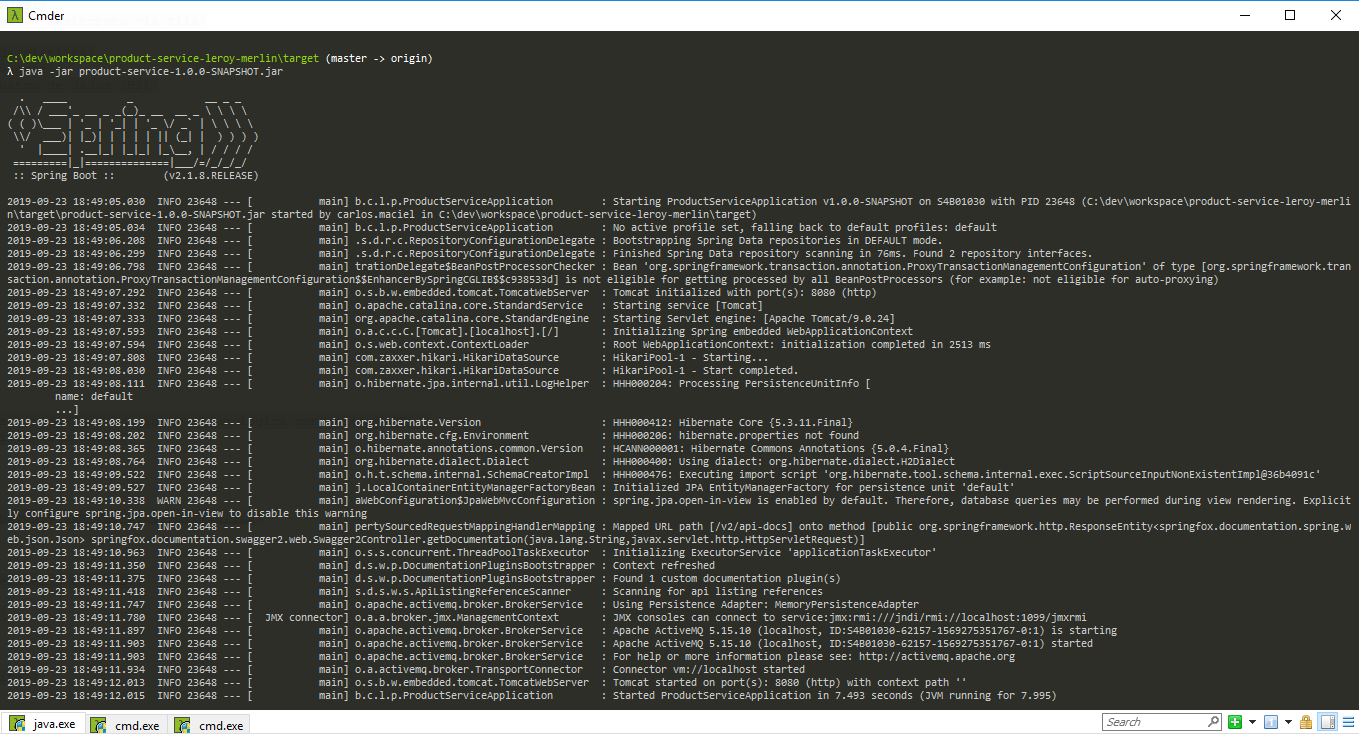 Cmder
C:\dev\workspace\product-service-leroy-merlin\target (master -> origin)
λ java -jar product-service-1.0.0-SNAPSHOT.jar
  .   ____          _            __ _ _
 /\\ / ___'_ __ _ _(_)_ __  __ _ \ \ \ \
( ( )\___ | '_ | '_| | '_ \/ _` | \ \ \ \
 \\/  ___)| |_)| | | | | || (_| |  ) ) ) )
  '  |____| .__|_| |_|_| |_\__, | / / / /
 =========|_|==============|___/=/_/_/_/
 :: Spring Boot ::        (v2.1.8.RELEASE)
2019-09-23 18:49:05.030  INFO 23648 --- [           main] b.c.l.p.ProductServiceApplication        : Starting ProductServiceApplication v1.0.0-SNAPSHOT on S4B01030 with PID 23648 (C:\dev\workspace\product-service-leroy-merli
n\target\product-service-1.0.0-SNAPSHOT.jar started by carlos.maciel in C:\dev\workspace\product-service-leroy-merlin\target)
2019-09-23 18:49:05.034  INFO 23648 --- [           main] b.c.l.p.ProductServiceApplication        : No active profile set, falling back to default profiles: default
2019-09-23 18:49:06.208  INFO 23648 --- [           main] .s.d.r.c.RepositoryConfigurationDelegate : Bootstrapping Spring Data repositories in DEFAULT mode.
2019-09-23 18:49:06.299  INFO 23648 --- [           main] .s.d.r.c.RepositoryConfigurationDelegate : Finished Spring Data repository scanning in 76ms. Found 2 repository interfaces.
2019-09-23 18:49:06.798  INFO 23648 --- [           main] trationDelegate$BeanPostProcessorChecker : Bean 'org.springframework.transaction.annotation.ProxyTransactionManagementConfiguration' of type [org.springframework.tran
saction.annotation.ProxyTransactionManagementConfiguration$$EnhancerBySpringCGLIB$$c938533d] is not eligible for getting processed by all BeanPostProcessors (for example: not eligible for auto-proxying)
2019-09-23 18:49:07.292  INFO 23648 --- [           main] o.s.b.w.embedded.tomcat.TomcatWebServer  : Tomcat initialized with port(s): 8080 (http)
2019-09-23 18:49:07.332  INFO 23648 --- [           main] o.apache.catalina.core.StandardService   : Starting service [Tomcat]
2019-09-23 18:49:07.333  INFO 23648 --- [           main] org.apache.catalina.core.StandardEngine  : Starting Servlet engine: [Apache Tomcat/9.0.24]
2019-09-23 18:49:07.593  INFO 23648 --- [           main] o.a.c.c.C.[Tomcat].[localhost].[/]       : Initializing Spring embedded WebApplicationContext
2019-09-23 18:49:07.594  INFO 23648 --- [           main] o.s.web.context.ContextLoader            : Root WebApplicationContext: initialization completed in 2513 ms
2019-09-23 18:49:07.808  INFO 23648 --- [           main] com.zaxxer.hikari.HikariDataSource       : HikariPool-1 - Starting...
2019-09-23 18:49:08.030  INFO 23648 --- [           main] com.zaxxer.hikari.HikariDataSource       : HikariPool-1 - Start completed.
2019-09-23 18:49:08.111  INFO 23648 --- [           main] o.hibernate.jpa.internal.util.LogHelper  : HHH000204: Processing PersistenceUnitInfo [
        name: default
        ...]
2019-09-23 18:49:08.199  INFO 23648 --- [           main] org.hibernate.Version                    : HHH000412: Hibernate Core {5.3.11.Final}
2019-09-23 18:49:08.202  INFO 23648 --- [           main] org.hibernate.cfg.Environment            : HHH000206: hibernate.properties not found
2019-09-23 18:49:08.365  INFO 23648 --- [           main] o.hibernate.annotations.common.Version   : HCANN000001: Hibernate Commons Annotations {5.0.4.Final}
2019-09-23 18:49:08.764  INFO 23648 --- [           main] org.hibernate.dialect.Dialect            : HHH000400: Using dialect: org.hibernate.dialect.H2Dialect
2019-09-23 18:49:09.522  INFO 23648 --- [           main] o.h.t.schema.internal.SchemaCreatorImpl  : HHH000476: Executing import script 'org.hibernate.tool.schema.internal.exec.ScriptSourceInputNonExistentImpl@36b4091c'
2019-09-23 18:49:09.527  INFO 23648 --- [           main] j.LocalContainerEntityManagerFactoryBean : Initialized JPA EntityManagerFactory for persistence unit 'default'
2019-09-23 18:49:10.338  WARN 23648 --- [           main] aWebConfiguration$JpaWebMvcConfiguration : spring.jpa.open-in-view is enabled by default. Therefore, database queries may be performed during view rendering. Explicit
ly configure spring.jpa.open-in-view to disable this warning
2019-09-23 18:49:10.747  INFO 23648 --- [           main] pertySourcedRequestMappingHandlerMapping : Mapped URL path [/v2/api-docs] onto method [public org.springframework.http.ResponseEntity<springfox.documentation.spring.w
eb.json.Json> springfox.documentation.swagger2.web.Swagger2Controller.getDocumentation(java.lang.String,javax.servlet.http.HttpServletRequest)]
2019-09-23 18:49:10.963  INFO 23648 --- [           main] o.s.s.concurrent.ThreadPoolTaskExecutor  : Initializing ExecutorService 'applicationTaskExecutor'
2019-09-23 18:49:11.350  INFO 23648 --- [           main] d.s.w.p.DocumentationPluginsBootstrapper : Context refreshed
2019-09-23 18:49:11.375  INFO 23648 --- [           main] d.s.w.p.DocumentationPluginsBootstrapper : Found 1 custom documentation plugin(s)
2019-09-23 18:49:11.418  INFO 23648 --- [           main] s.d.s.w.s.ApiListingReferenceScanner     : Scanning for api listing references
2019-09-23 18:49:11.747  INFO 23648 --- [           main] o.apache.activemq.broker.BrokerService   : Using Persistence Adapter: MemoryPersistenceAdapter
2019-09-23 18:49:11.780  INFO 23648 --- [  JMX connector] o.a.a.broker.jmx.ManagementContext       : JMX consoles can connect to service:jmx:rmi:///jndi/rmi://localhost:1099/jmxrmi
2019-09-23 18:49:11.897  INFO 23648 --- [           main] o.apache.activemq.broker.BrokerService   : Apache ActiveMQ 5.15.10 (localhost, ID:S4B01030-62157-1569275351767-0:1) is starting
2019-09-23 18:49:11.903  INFO 23648 --- [           main] o.apache.activemq.broker.BrokerService   : Apache ActiveMQ 5.15.10 (localhost, ID:S4B01030-62157-1569275351767-0:1) started
2019-09-23 18:49:11.903  INFO 23648 --- [           main] o.apache.activemq.broker.BrokerService   : For help or more information please see: http://activemq.apache.org
2019-09-23 18:49:11.934  INFO 23648 --- [           main] o.a.activemq.broker.TransportConnector   : Connector vm://localhost started
2019-09-23 18:49:12.013  INFO 23648 --- [           main] o.s.b.w.embedded.tomcat.TomcatWebServer  : Tomcat started on port(s): 8080 (http) with context path ''
2019-09-23 18:49:12.015  INFO 23648 --- [           main] b.c.l.p.ProductServiceApplication        : Started ProductServiceApplication in 7.493 seconds (JVM running for 7.995)
java.exe cmd.exe cmd.exe Search